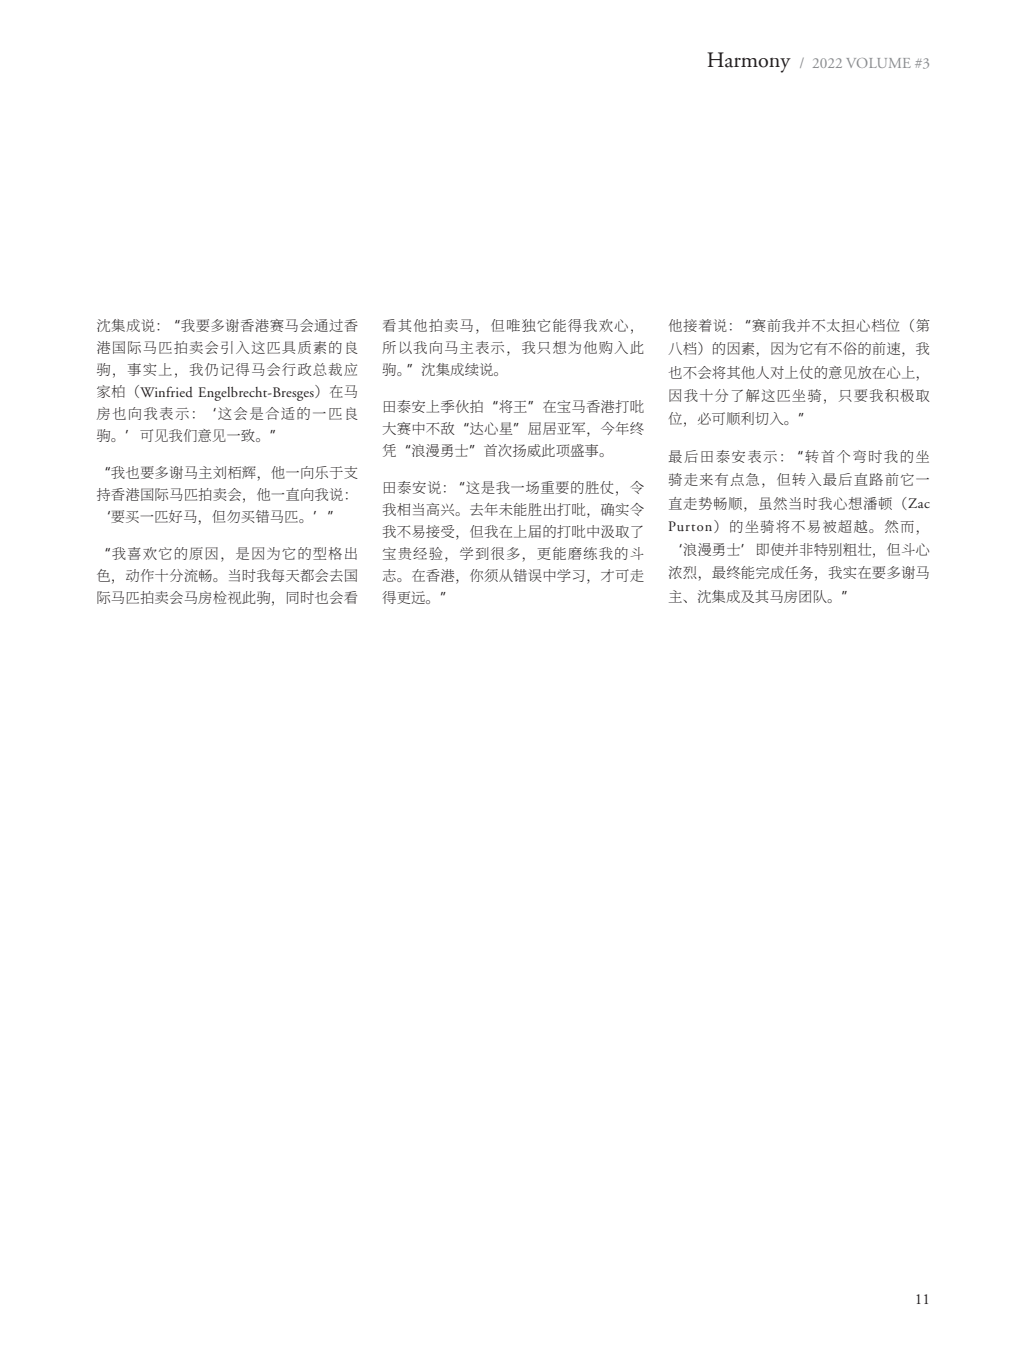 Harmony / 2022 VOLUME #3
沈集成说：“我要多谢香港赛马会通过香
港国际马匹拍卖会引入这匹具质素的良
驹，事实上，我仍记得马会行政总裁应
家柏（Winfried Engelbrecht-Bresges）在马
房也向我表示：‘这会是合适的一匹良
驹。’可见我们意见一致。”
“我也要多谢马主刘栢辉，他一向乐于支
持香港国际马匹拍卖会，他一直向我说：
‘要买一匹好马，但勿买错马匹。’”
“我喜欢它的原因，是因为它的型格出
色，动作十分流畅。当时我每天都会去国
际马匹拍卖会马房检视此驹，同时也会看
看其他拍卖马，但唯独它能得我欢心，
所以我向马主表示，我只想为他购入此
驹。”沈集成续说。
田泰安上季伙拍“将王”在宝马香港打吡
大赛中不敌“达心星”屈居亚军，今年终
凭“浪漫勇士”首次扬威此项盛事。
田泰安说：“这是我一场重要的胜仗，令
我相当高兴。去年未能胜出打吡，确实令
我不易接受，但我在上届的打吡中汲取了
宝贵经验，学到很多，更能磨练我的斗
志。在香港，你须从错误中学习，才可走
得更远。”
他接着说：“赛前我并不太担心档位（第
八档）的因素，因为它有不俗的前速，我
也不会将其他人对上仗的意见放在心上，
因我十分了解这匹坐骑，只要我积极取
位，必可顺利切入。”
最后田泰安表示：“转首个弯时我的坐
骑走来有点急，但转入最后直路前它一
直走势畅顺，虽然当时我心想潘顿（Zac
Purton）的坐骑将不易被超越。然而，
‘浪漫勇士’即使并非特别粗壮，但斗心
浓烈，最终能完成任务，我实在要多谢马
主、沈集成及其马房团队。”
11